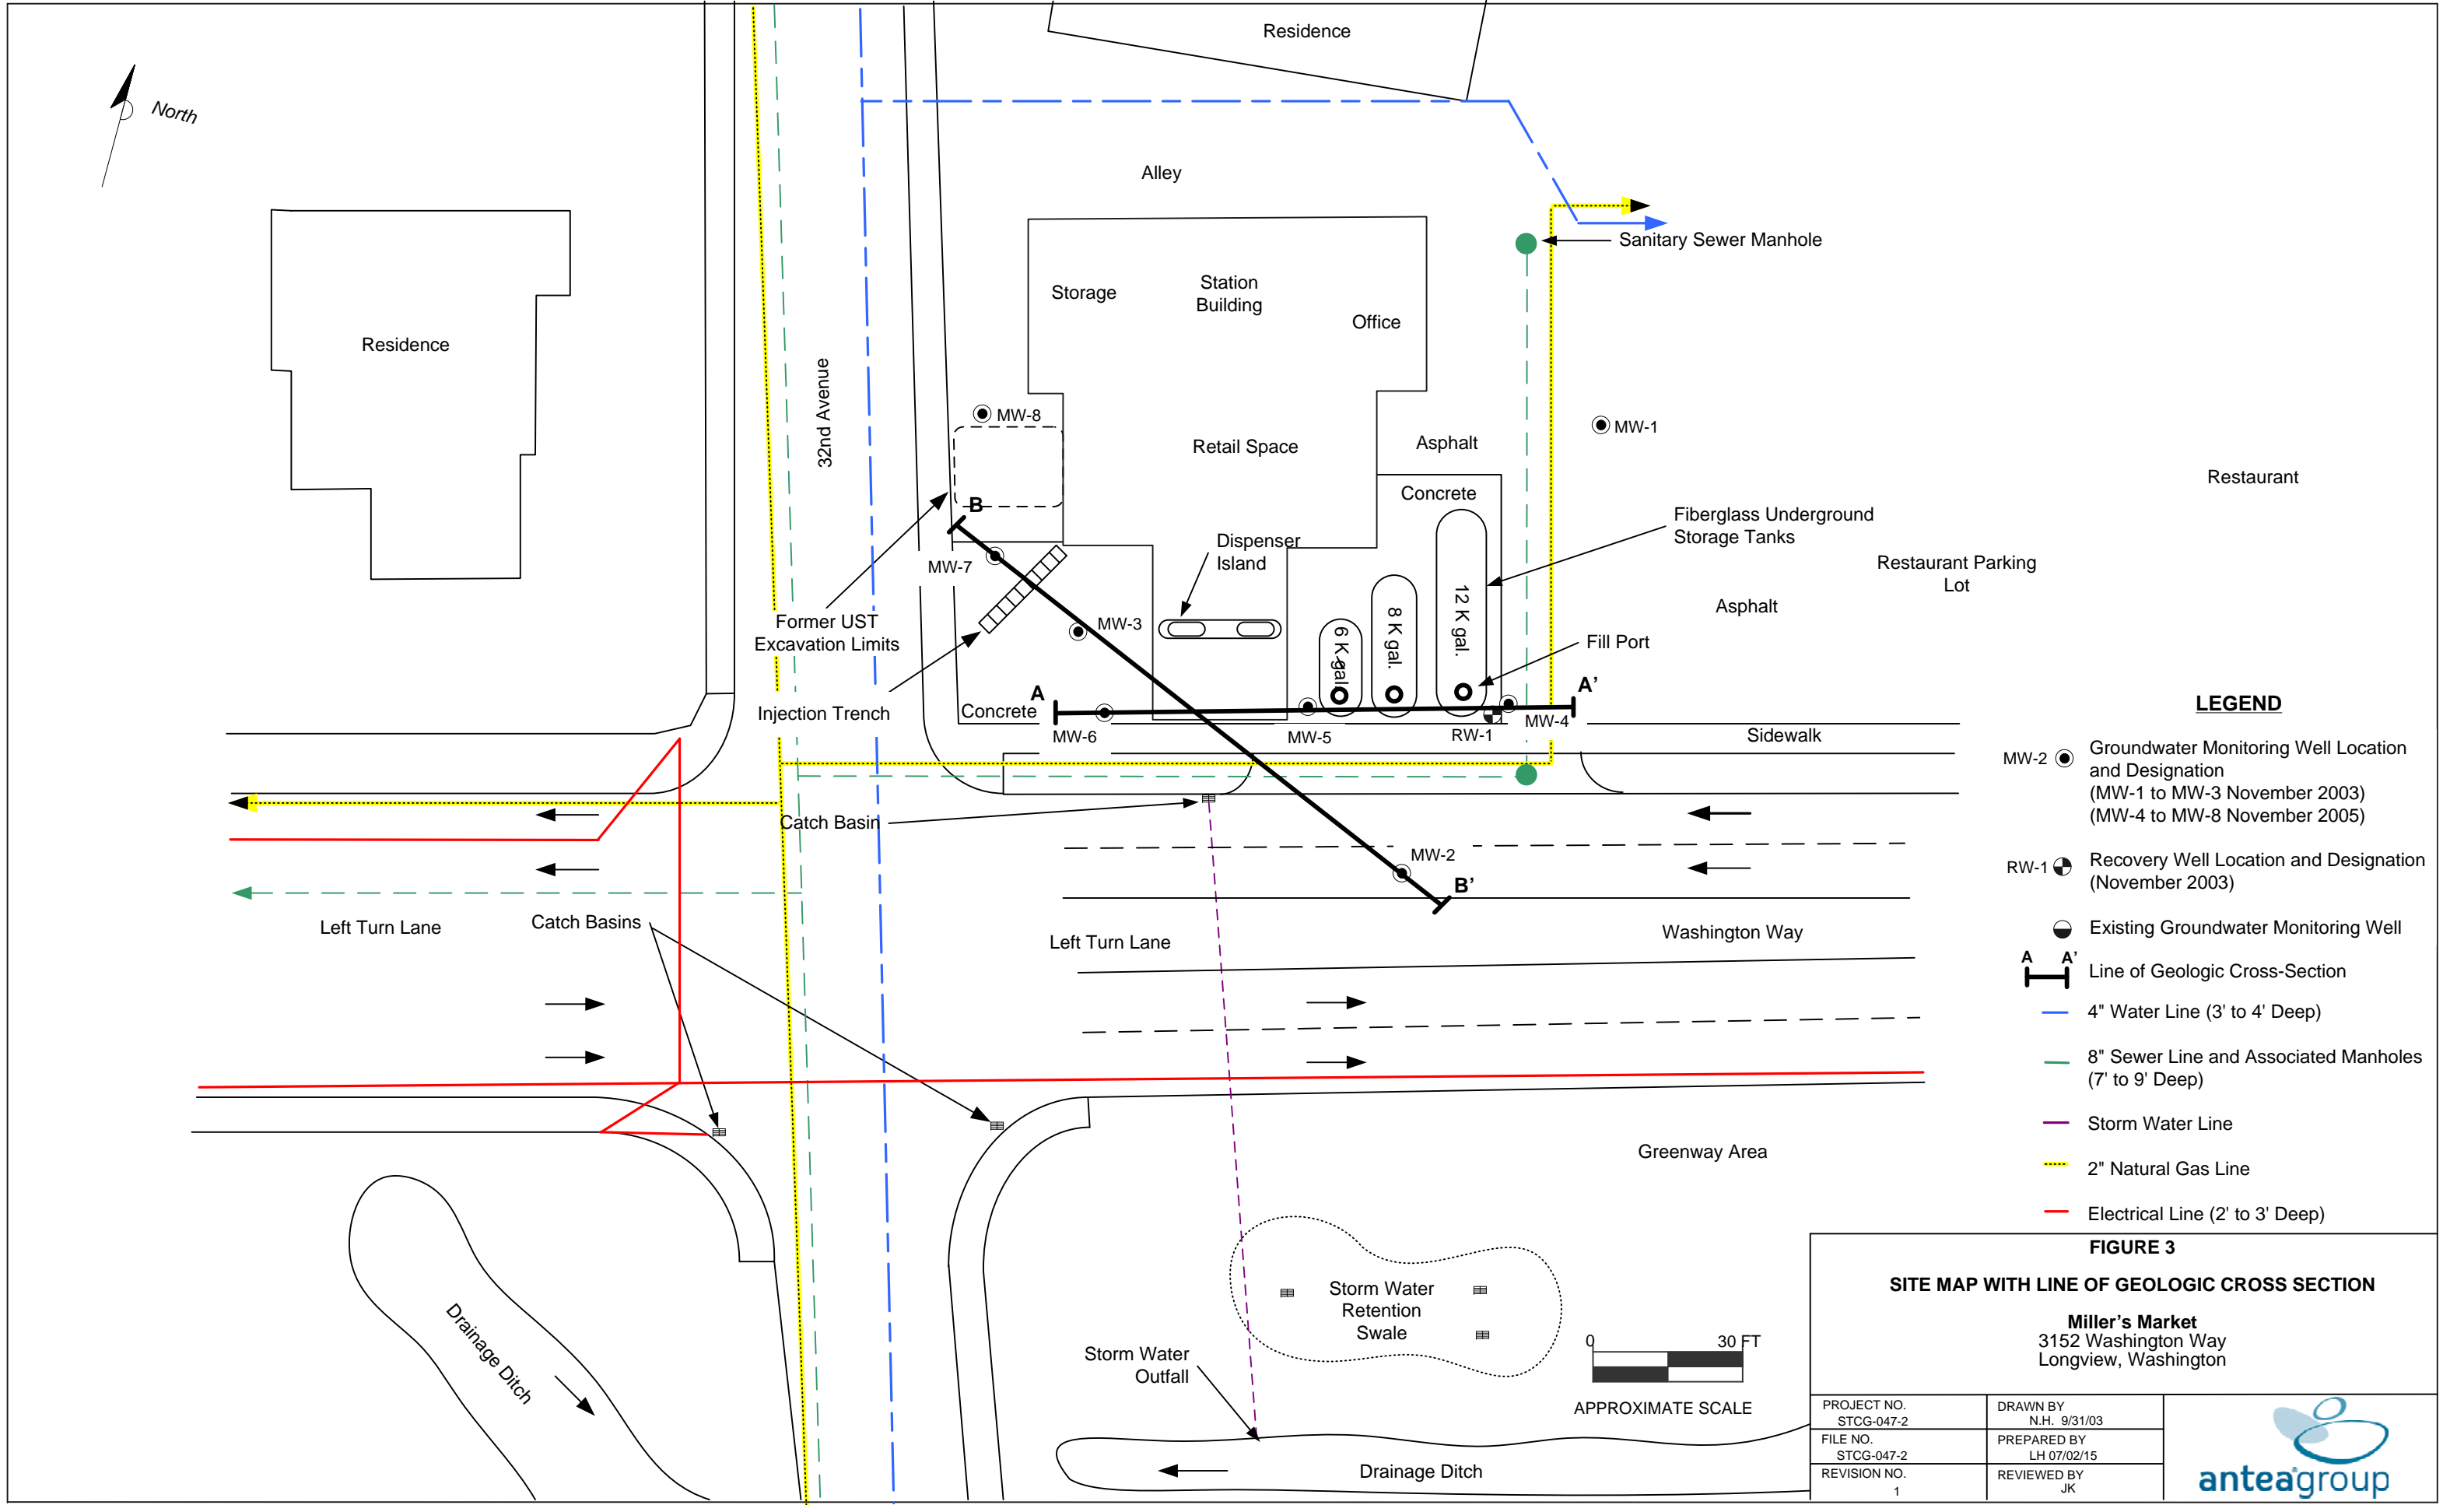 Residence
North
Alley
Sanitary Sewer Manhole
Storage
Station
Building
Office
Residence
32nd Avenue
MW-8
MW-1
Retail Space
Asphalt
Restaurant
Concrete
B
Fiberglass Underground
Storage Tanks
Dispenser
Island
Restaurant Parking
Lot
MW-7
12 K gal.
8 K gal.
6 K gal.
Asphalt
Former UST
Excavation Limits
MW-3
Fill Port
A
A’
Injection Trench
Concrete
MW-6
MW-5
RW-1
MW-4
Sidewalk
Catch Basin
MW-2
B’
Left Turn Lane
Catch Basins
Left Turn Lane
Washington Way
Greenway Area
Drainage Ditch
Storm Water
Retention
Swale
Storm Water
Outfall
Drainage Ditch
0 30 FT
APPROXIMATE SCALE
LEGEND
MW-2
Groundwater Monitoring Well Location
and Designation
(MW-1 to MW-3 November 2003)
(MW-4 to MW-8 November 2005)
RW-1
Recovery Well Location and Designation
(November 2003)
Existing Groundwater Monitoring Well
A A’
Line of Geologic Cross-Section
4" Water Line (3' to 4' Deep)
8" Sewer Line and Associated Manholes
(7' to 9' Deep)
Storm Water Line
2" Natural Gas Line
Electrical Line (2' to 3' Deep)
FIGURE 3
SITE MAP WITH LINE OF GEOLOGIC CROSS SECTION
Miller’s Market
3152 Washington Way
Longview, Washington
PROJECT NO.
STCG-047-2
DRAWN BY
N.H. 9/31/03
FILE NO.
STCG-047-2
PREPARED BY
LH 07/02/15
REVISION NO.
1
REVIEWED BY
JK
anteagroup